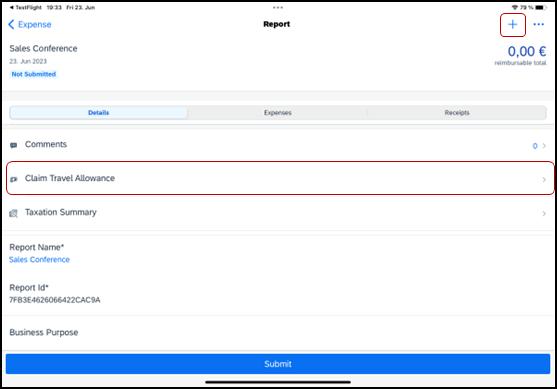 TestFlight 19:33 Fri 23. Jun
79 %
Expense
Report
Sales Conference
23. Jun 2023
Not Submitted
0,00 €
reimbursable total
Details Expenses Receipts
Comments 0
Claim Travel Allowance
Taxation Summary
Report Name*
Sales Conference
Report Id*
7FB3E4626066422CAC9A
Business Purpose
Submit